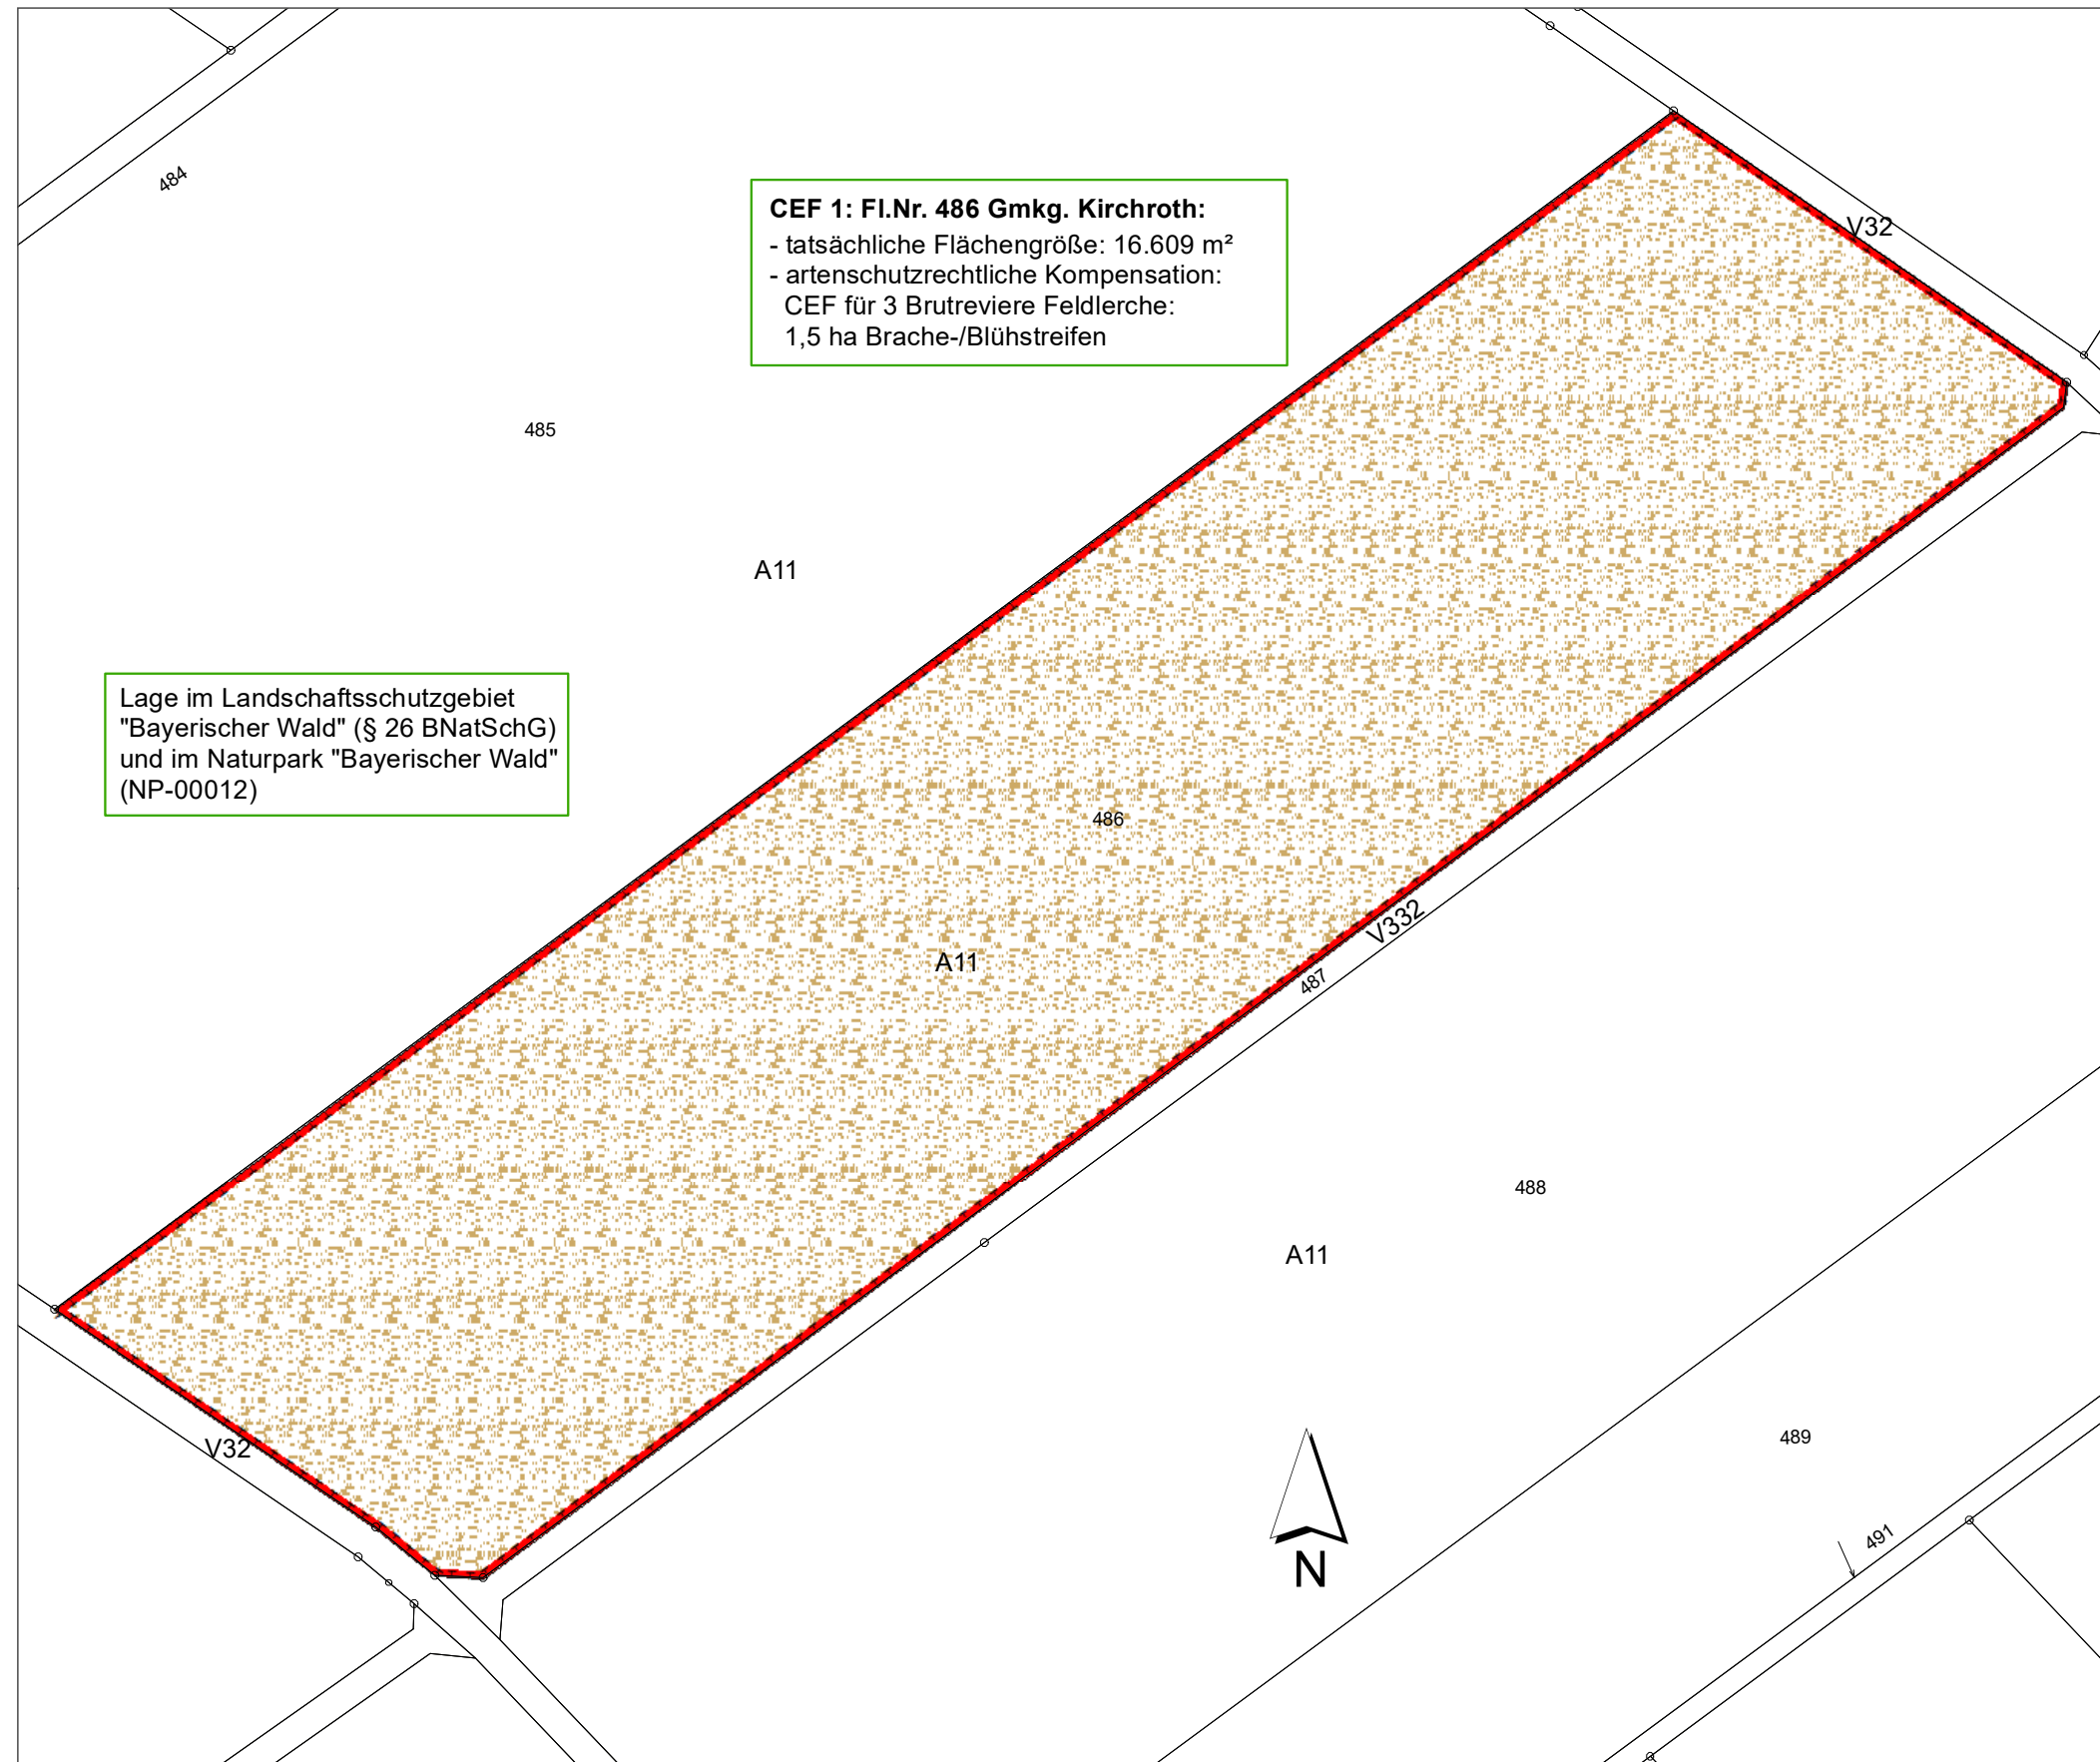 484
CEF 1: Fl.Nr. 486 Gmkg. Kirchroth:
- tatsächliche Flächengröße: 16.609 m²
- artenschutzrechtliche Kompensation:
CEF für 3 Brutreviere Feldlerche:
1,5 ha Brache-/Blühstreifen
V32
485
A11
Lage im Landschaftsschutzgebiet
"Bayerischer Wald" (§ 26 BNatSchG)
und im Naturpark "Bayerischer Wald"
(NP-00012)
486
V332
A11
487
488
A11
V32
489
491
N